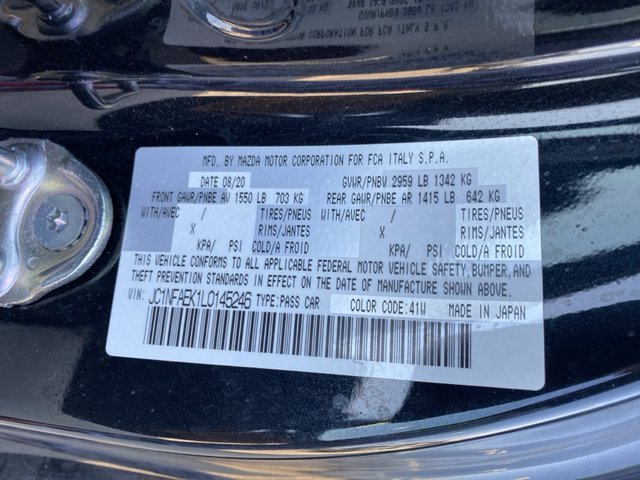 MFD. BY MAZDA MOTOR CORPORATION FOR FCA ITALY S.P.A.
DATE 08/20 GVWR/PNBV 2959 LB 1342 KG
FRONT GAWR/PNBE AV 1550 LB 703 KG REAR GAWR/PNBE AR 1415 LB 642 KG
WITH/AVEC / TIRES/PNEUS WITH/AVEC / TIRES/PNEUS
X RIMS/JANTES X RIMS/JANTES
KPA/ PSI COLD/A FROID KPA/ PSI COLD/A FROID
THIS VEHICLE CONFORMS TO ALL APPLICABLE FEDERAL MOTOR VEHICLE SAFETY, BUMPER, AND
THEFT PREVENTION STANDARDS IN EFFECT ON THE DATE OF MANUFACTURE SHOWN ABOVE.
VIN: JC1NFAEK1L0145246 TYPE:PASS CAR COLOR CODE:41W MADE IN JAPAN